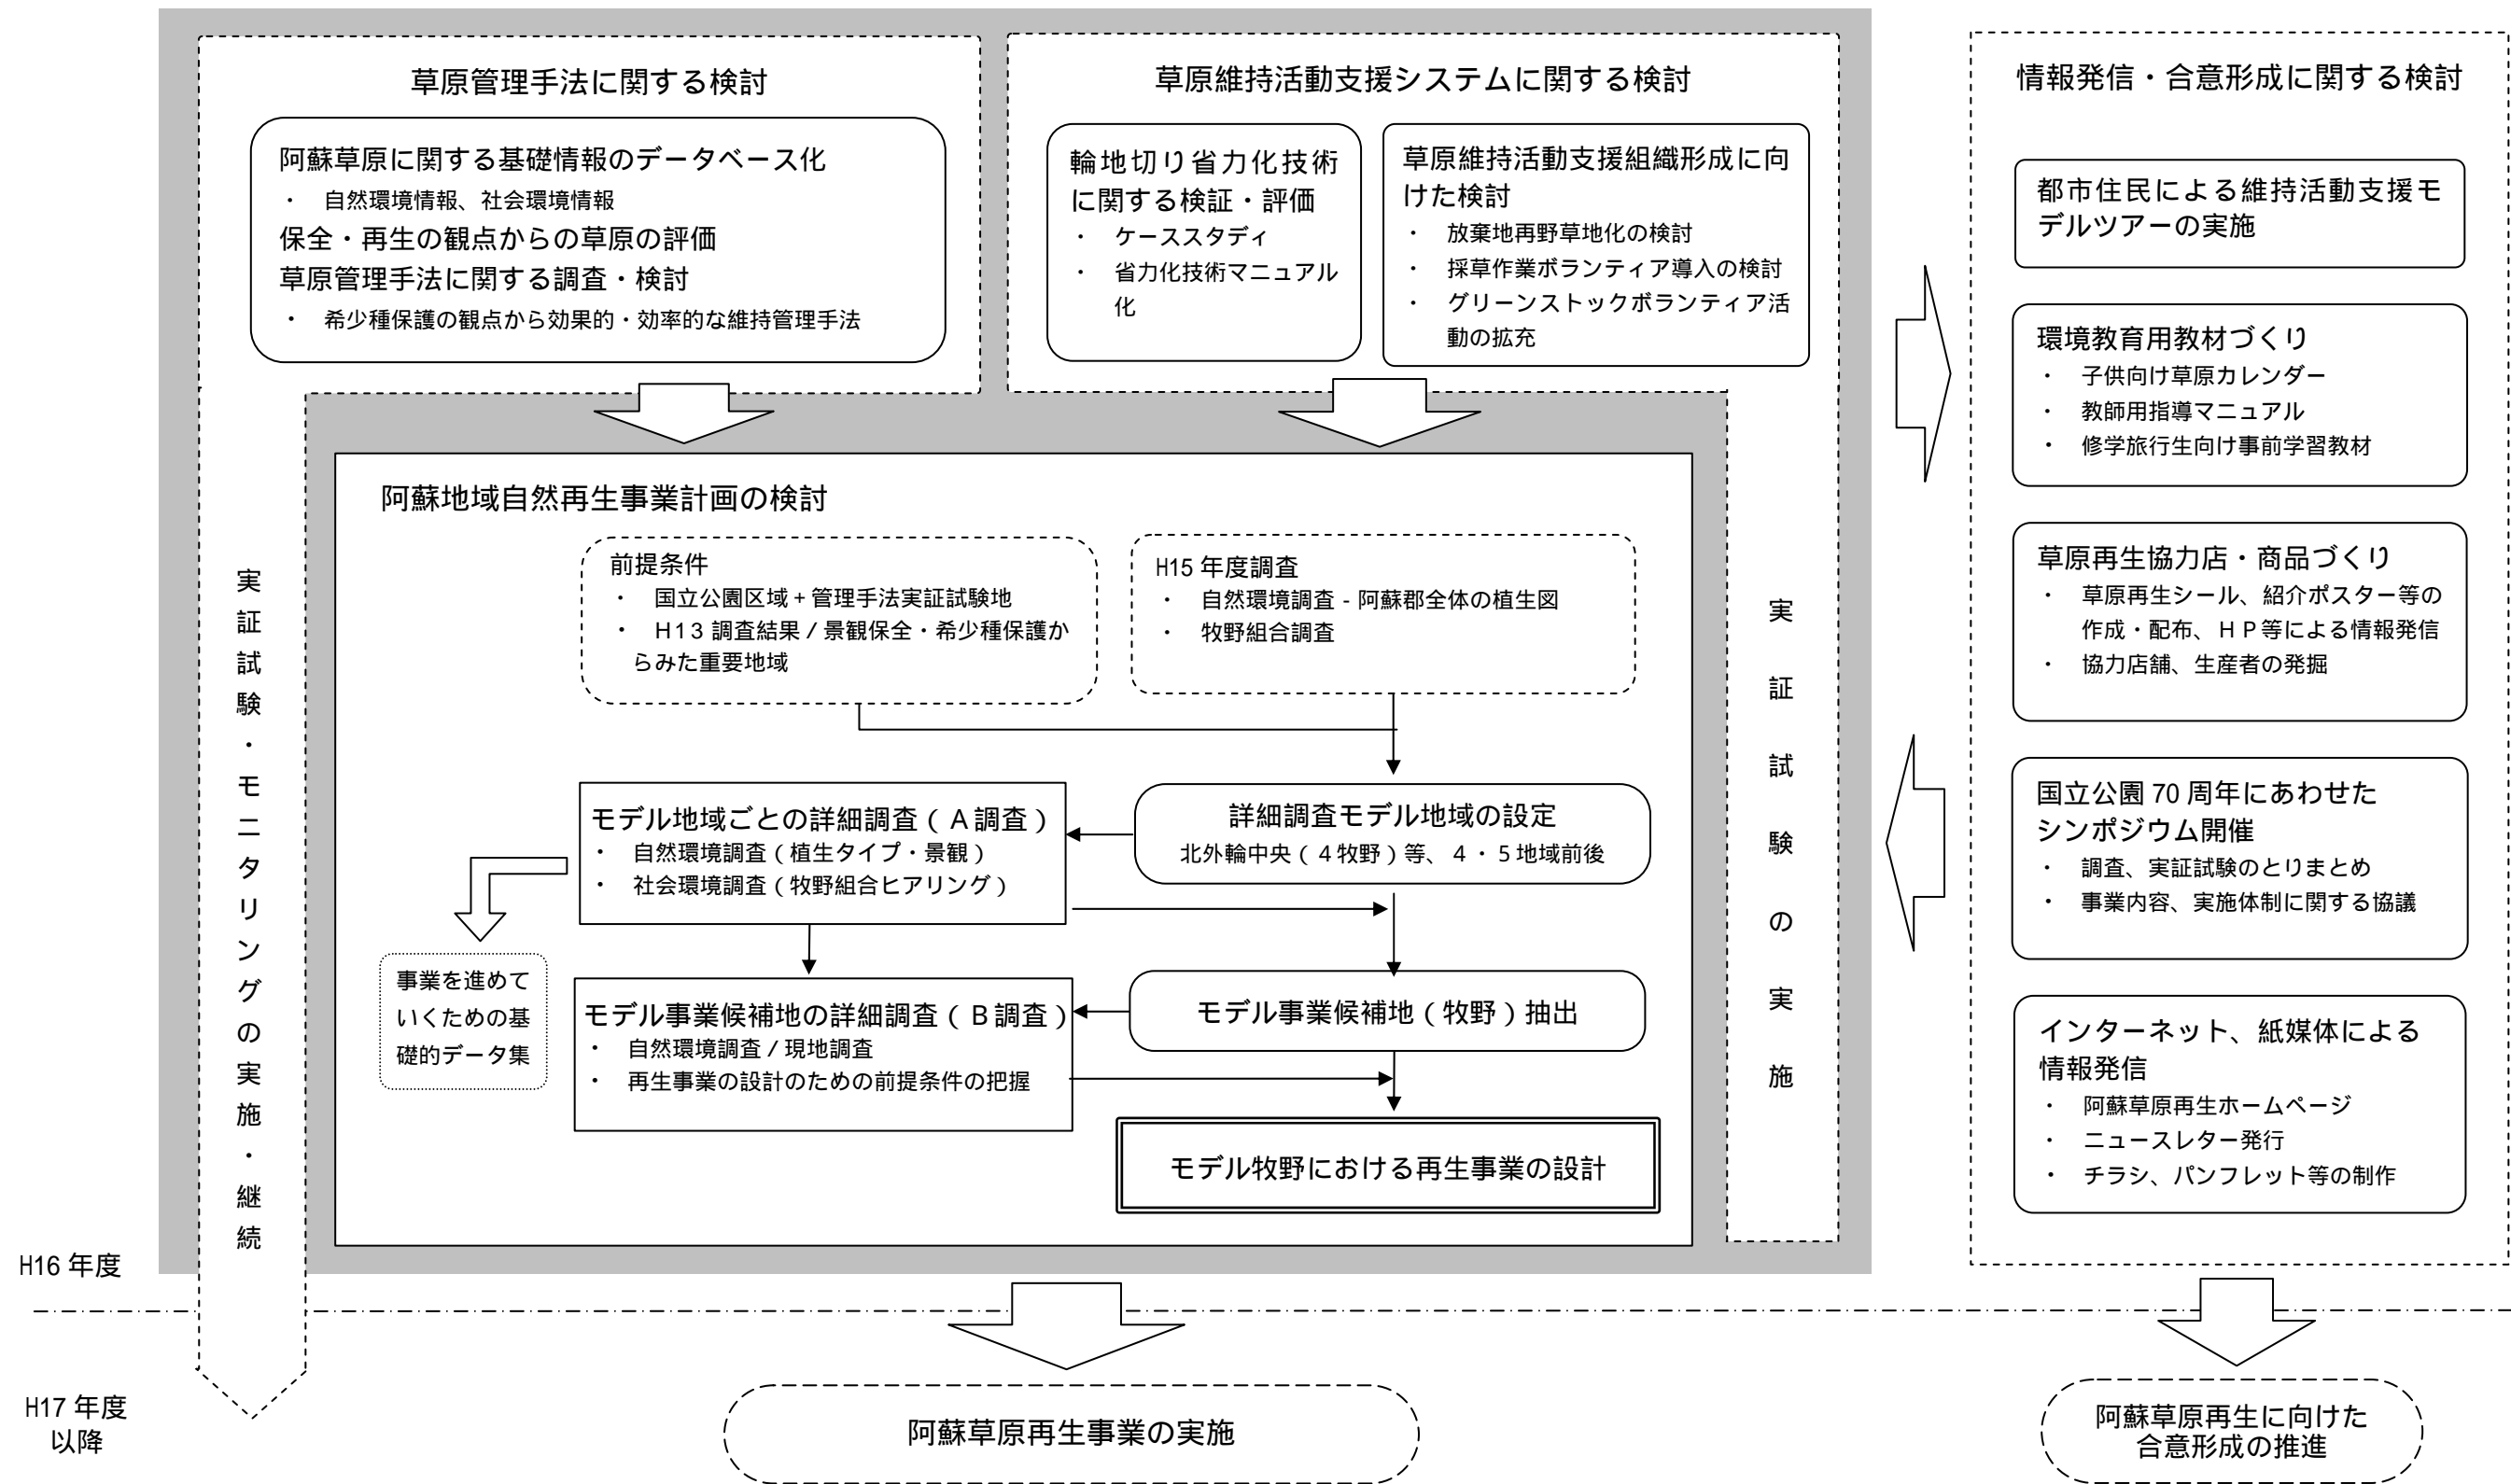 草原管理手法に関する検討
阿蘇草原に関する基礎情報のデータベース化
・ 自然環境情報、社会環境情報
保全・再生の観点からの草原の評価
草原管理手法に関する調査・検討
・ 希少種保護の観点から効果的・効率的な維持管理手法
草原維持活動支援システムに関する検討
輪地切り省力化技術
に関する検証・評価
・ ケーススタディ
・ 省力化技術マニュアル
化
草原維持活動支援組織形成に向
けた検討
・ 放棄地再野草地化の検討
・ 採草作業ボランティア導入の検討
・ グリーンストックボランティア活
動の拡充
情報発信・合意形成に関する検討
都市住民による維持活動支援モ
デルツアーの実施
環境教育用教材づくり
・ 子供向け草原カレンダー
・ 教師用指導マニュアル
・ 修学旅行生向け事前学習教材
草原再生協力店・商品づくり
・ 草原再生シール、紹介ポスター等の
作成・配布、ＨＰ等による情報発信
・ 協力店舗、生産者の発掘
国立公園 70 周年にあわせた
シンポジウム開催
・ 調査、実証試験のとりまとめ
・ 事業内容、実施体制に関する協議
インターネット、紙媒体による
情報発信
・ 阿蘇草原再生ホームページ
・ ニュースレター発行
・ チラシ、パンフレット等の制作
実証試験・モニタリングの実施・継続
実証試験の実施
阿蘇地域自然再生事業計画の検討
前提条件
・ 国立公園区域＋管理手法実証試験地
・ Ｈ１３調査結果／景観保全・希少種保護か
らみた重要地域
H15 年度調査
・ 自然環境調査‐阿蘇郡全体の植生図
・ 牧野組合調査
モデル地域ごとの詳細調査（Ａ調査）
・ 自然環境調査（植生タイプ・景観）
・ 社会環境調査（牧野組合ヒアリング）
詳細調査モデル地域の設定
北外輪中央（４牧野）等、４・５地域前後
事業を進めて
いくための基
礎的データ集
モデル事業候補地の詳細調査（Ｂ調査）
・ 自然環境調査／現地調査
・ 再生事業の設計のための前提条件の把握
モデル事業候補地（牧野）抽出
モデル牧野における再生事業の設計
H16 年度
H17 年度
以降
阿蘇草原再生事業の実施
阿蘇草原再生に向けた
合意形成の推進